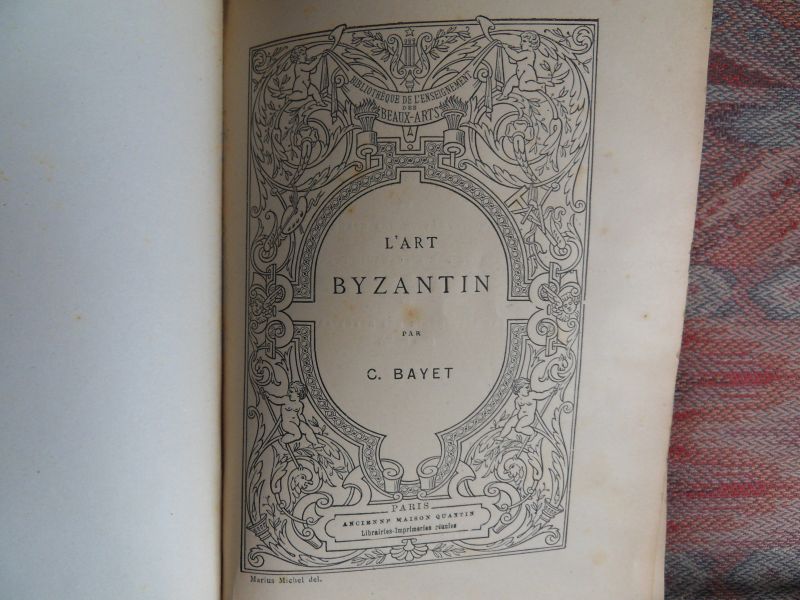 BIBLIOTHÈQUE DE L'ENSEIGNEMENT
DES
BEAUX-ARTS
L'ART
BYZANTIN
PAR
C. BAYET
PARIS
ANCIENNE MAISON QUANTIN
Librairies-Imprimeries réunies
Marius Michel del.